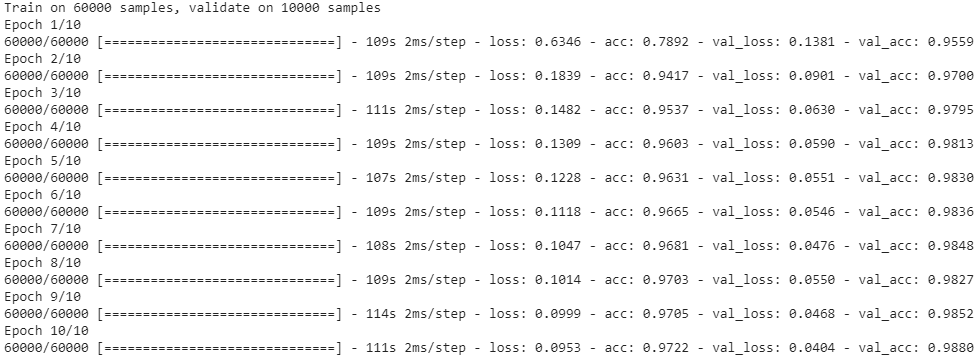 Train on 60000 samples, validate on 10000 samples
Epoch 1/10
60000/60000 [==============================] - 109s 2ms/step - loss: 0.6346 - acc: 0.7892 - val_loss: 0.1381 - val_acc: 0.9559
Epoch 2/10
60000/60000 [==============================] - 109s 2ms/step - loss: 0.1839 - acc: 0.9417 - val_loss: 0.0901 - val_acc: 0.9700
Epoch 3/10
60000/60000 [==============================] - 111s 2ms/step - loss: 0.1482 - acc: 0.9537 - val_loss: 0.0630 - val_acc: 0.9795
Epoch 4/10
60000/60000 [==============================] - 109s 2ms/step - loss: 0.1309 - acc: 0.9603 - val_loss: 0.0590 - val_acc: 0.9813
Epoch 5/10
60000/60000 [==============================] - 107s 2ms/step - loss: 0.1228 - acc: 0.9631 - val_loss: 0.0551 - val_acc: 0.9830
Epoch 6/10
60000/60000 [==============================] - 109s 2ms/step - loss: 0.1118 - acc: 0.9665 - val_loss: 0.0546 - val_acc: 0.9836
Epoch 7/10
60000/60000 [==============================] - 108s 2ms/step - loss: 0.1047 - acc: 0.9681 - val_loss: 0.0476 - val_acc: 0.9848
Epoch 8/10
60000/60000 [==============================] - 109s 2ms/step - loss: 0.1014 - acc: 0.9703 - val_loss: 0.0550 - val_acc: 0.9827
Epoch 9/10
60000/60000 [==============================] - 114s 2ms/step - loss: 0.0999 - acc: 0.9705 - val_loss: 0.0468 - val_acc: 0.9852
Epoch 10/10
60000/60000 [==============================] - 111s 2ms/step - loss: 0.0953 - acc: 0.9722 - val_loss: 0.0404 - val_acc: 0.9880